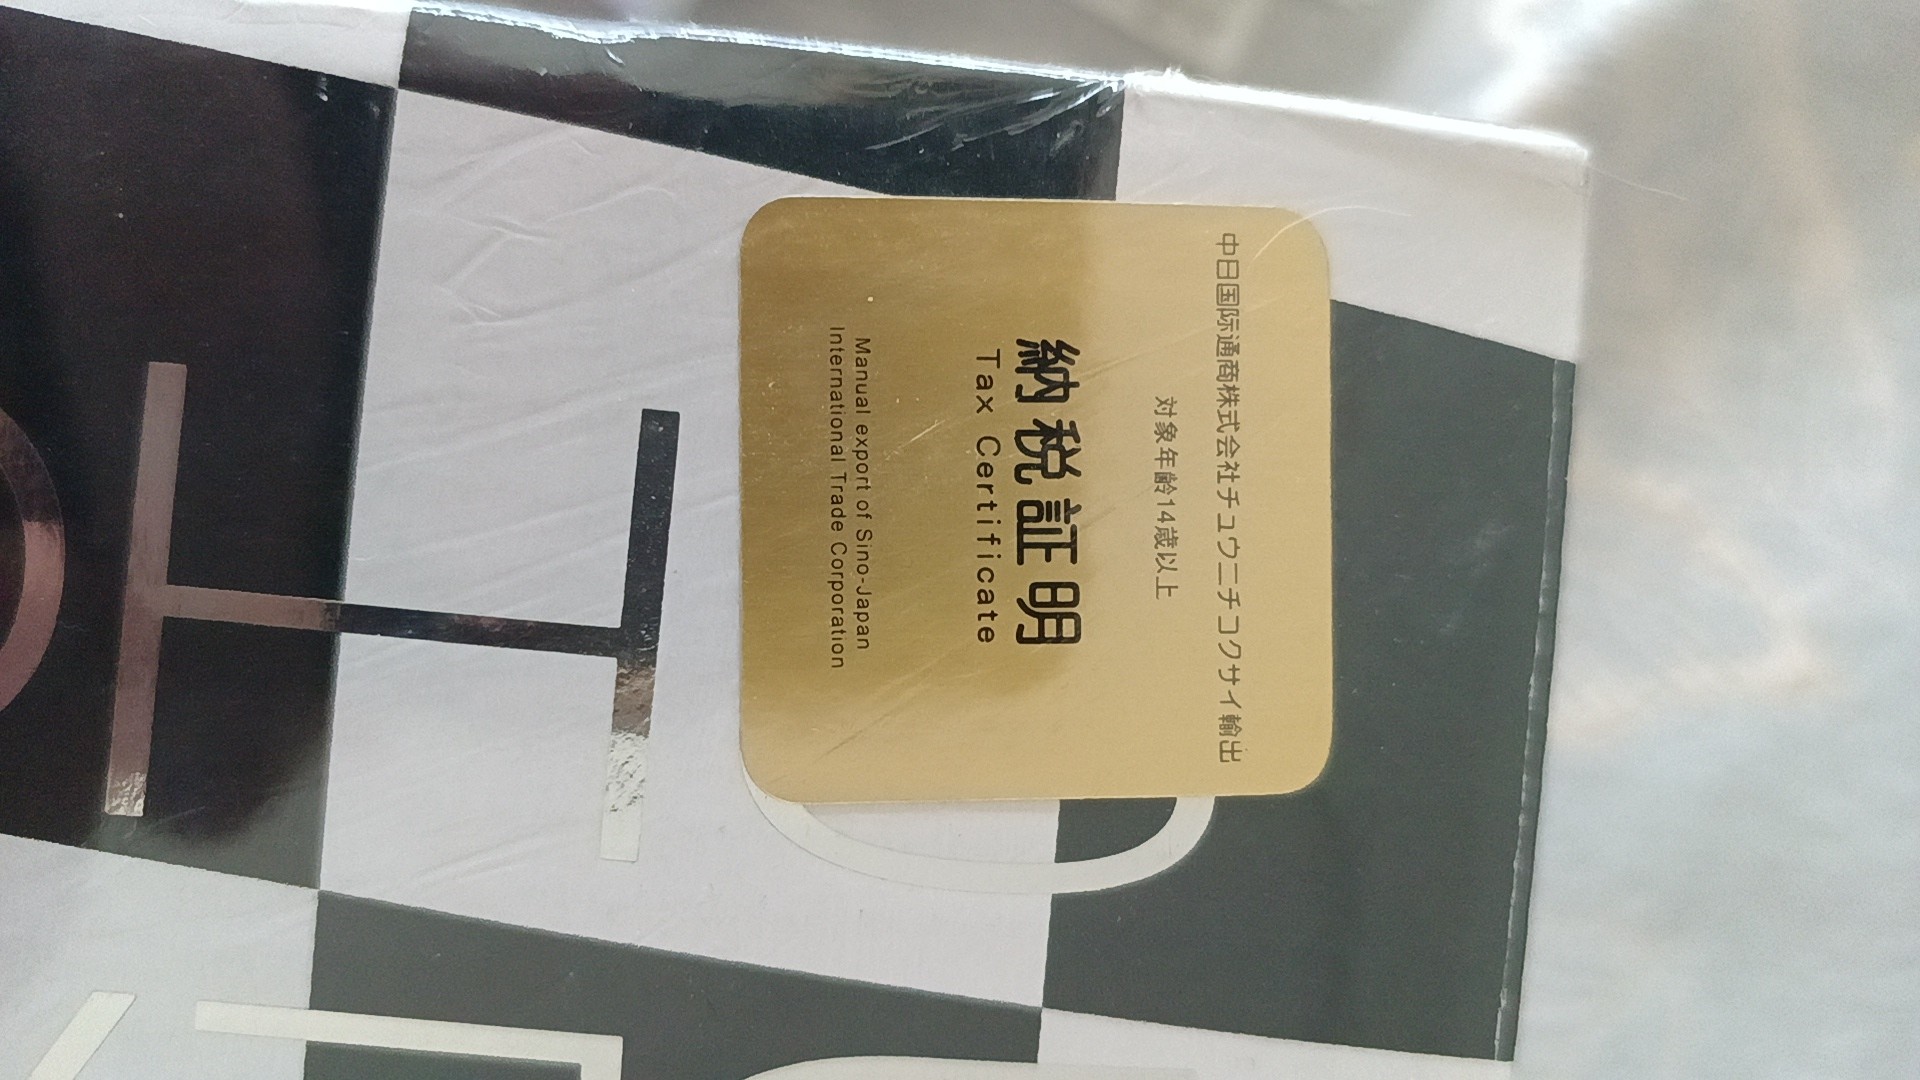 中日国际通商株式会社チュウニチコクサイ輸出
対象年齢14歳以上
納税証明
Tax Certificate
Manual export of Sino-Japan
International Trade Corporation